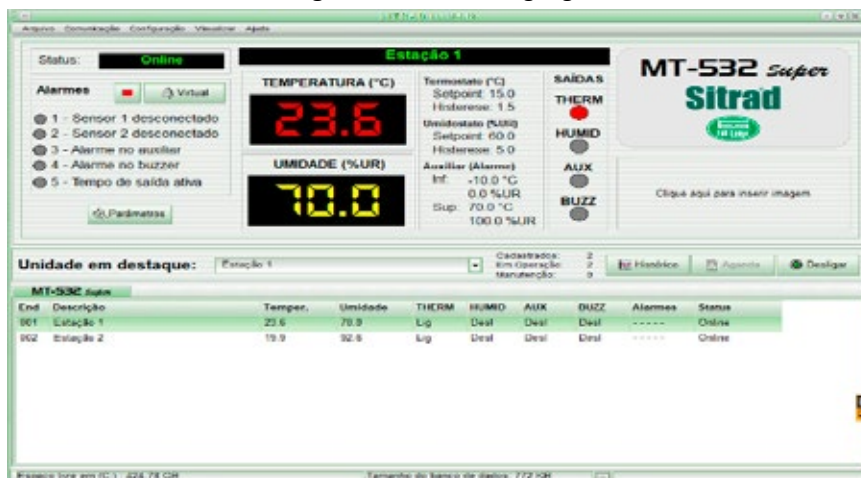 Arquivo Comunicação Configuração Visualizar Ajuda
Status: Online
Alarmes Virtual
1 - Sensor 1 desconectado
2 - Sensor 2 desconectado
3 - Alarme no auxiliar
4 - Alarme no buzzer
5 - Tempo de saída ativa
Parâmetros
Estação 1
TEMPERATURA (°C)
23.6
UMIDADE (%UR)
70.0
Termostato (°C)
Setpoint: 15.0
Histerese: 1.5
Umidostato (%UR)
Setpoint: 60.0
Histerese: 5.0
Auxiliar (Alarme)
Inf: -10.0 °C
0.0 %UR
Sup: 70.0 °C
100.0 %UR
SAÍDAS
THERM
HUMID
AUX
BUZZ
MT-532 Super
Sitrad
Clique aqui para inserir imagem
Unidade em destaque: Estação 1
Cadastrados: 2
Em Operação: 2
Manutenção: 0
Histórico Agenda Desligar
MT-532 Super
End Descrição Temper. Umidade THERM HUMID AUX BUZZ Alarmes Status
001 Estação 1 23.6 70.0 Lig Desl Desl Desl ----- Online
002 Estação 2 19.9 92.6 Lig Desl Desl Desl ----- Online
Espaço livre em (C:) 424.78 GB Tamanho do banco de dados: 772 KB